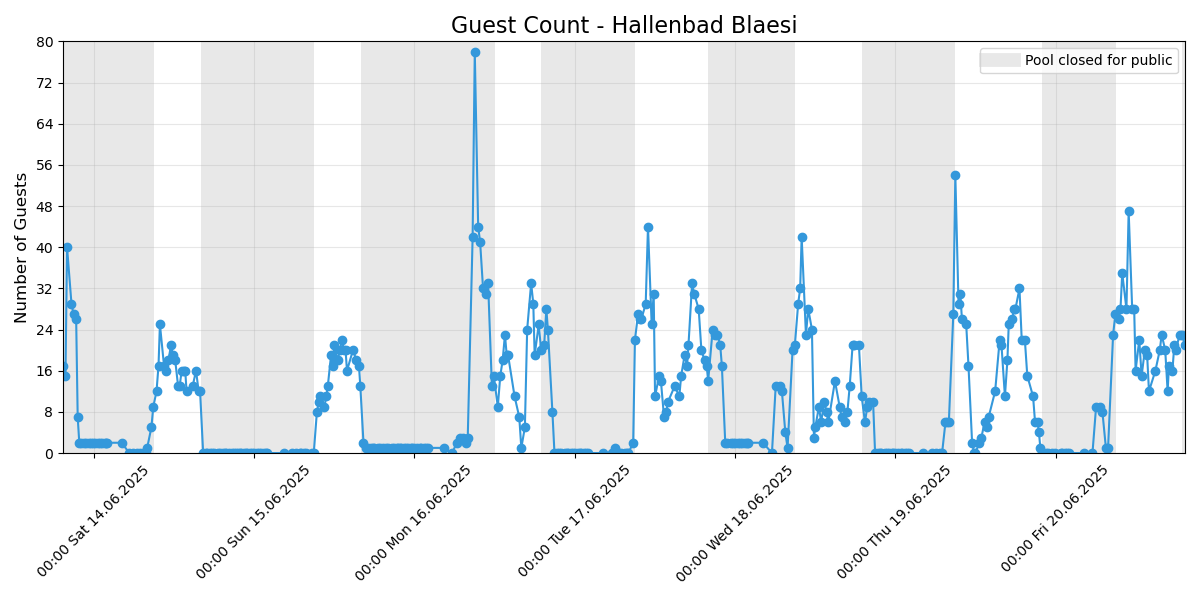 Guest Count - Hallenbad Blaesi
Pool closed for public
Number of Guests
80
72
64
56
48
40
32
24
16
8
0
00:00 Sat 14.06.2025
00:00 Sun 15.06.2025
00:00 Mon 16.06.2025
00:00 Tue 17.06.2025
00:00 Wed 18.06.2025
00:00 Thu 19.06.2025
00:00 Fri 20.06.2025